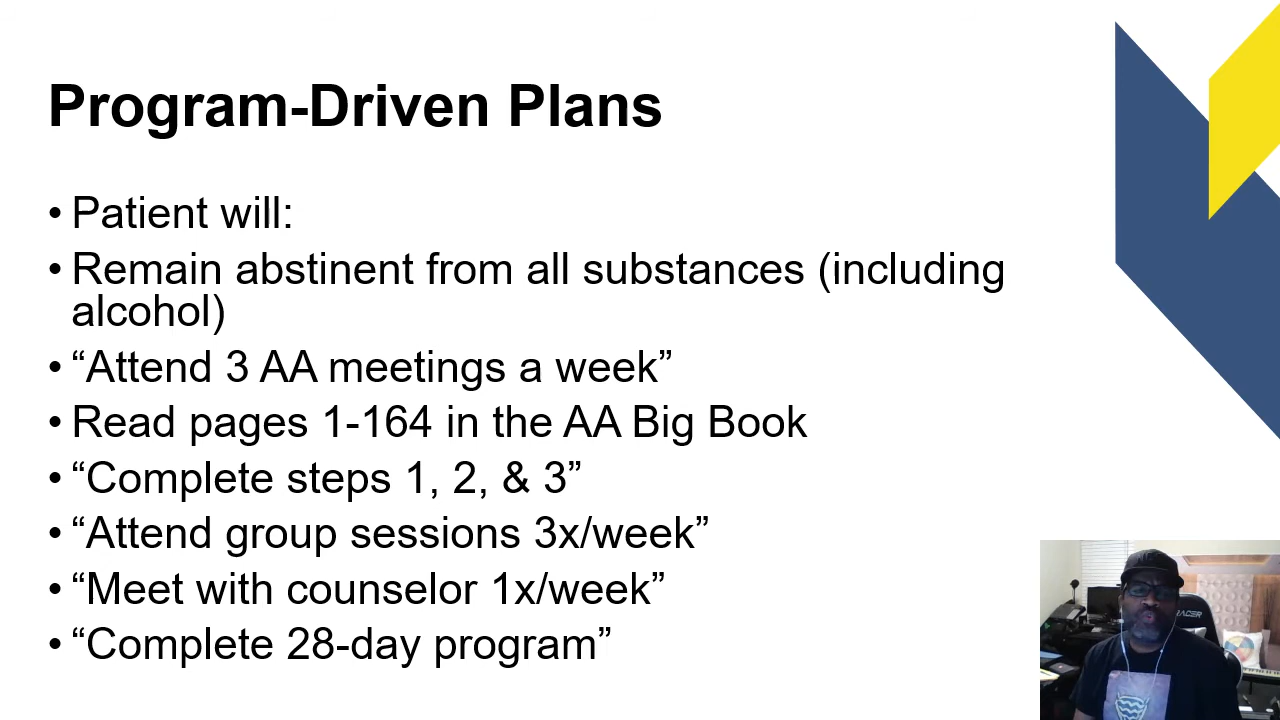 Program-Driven Plans
• Patient will:
• Remain abstinent from all substances (including
alcohol)
• “Attend 3 AA meetings a week”
• Read pages 1-164 in the AA Big Book
• “Complete steps 1, 2, & 3”
• “Attend group sessions 3x/week”
• “Meet with counselor 1x/week”
• “Complete 28-day program”